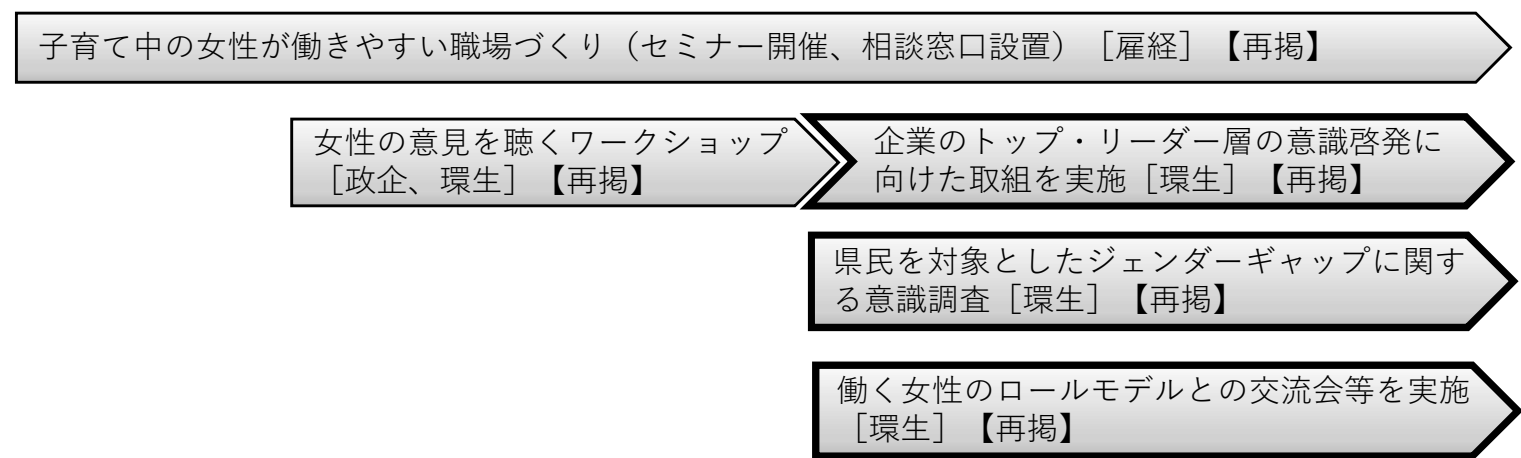 子育て中の女性が働きやすい職場づくり（セミナー開催、相談窓口設置）［雇経］【再掲】
女性の意見を聴くワークショップ
［政企、環生］【再掲】
企業のトップ・リーダー層の意識啓発に
向けた取組を実施［環生］【再掲】
県民を対象としたジェンダーギャップに関す
る意識調査［環生］【再掲】
働く女性のロールモデルとの交流会等を実施
［環生］【再掲】